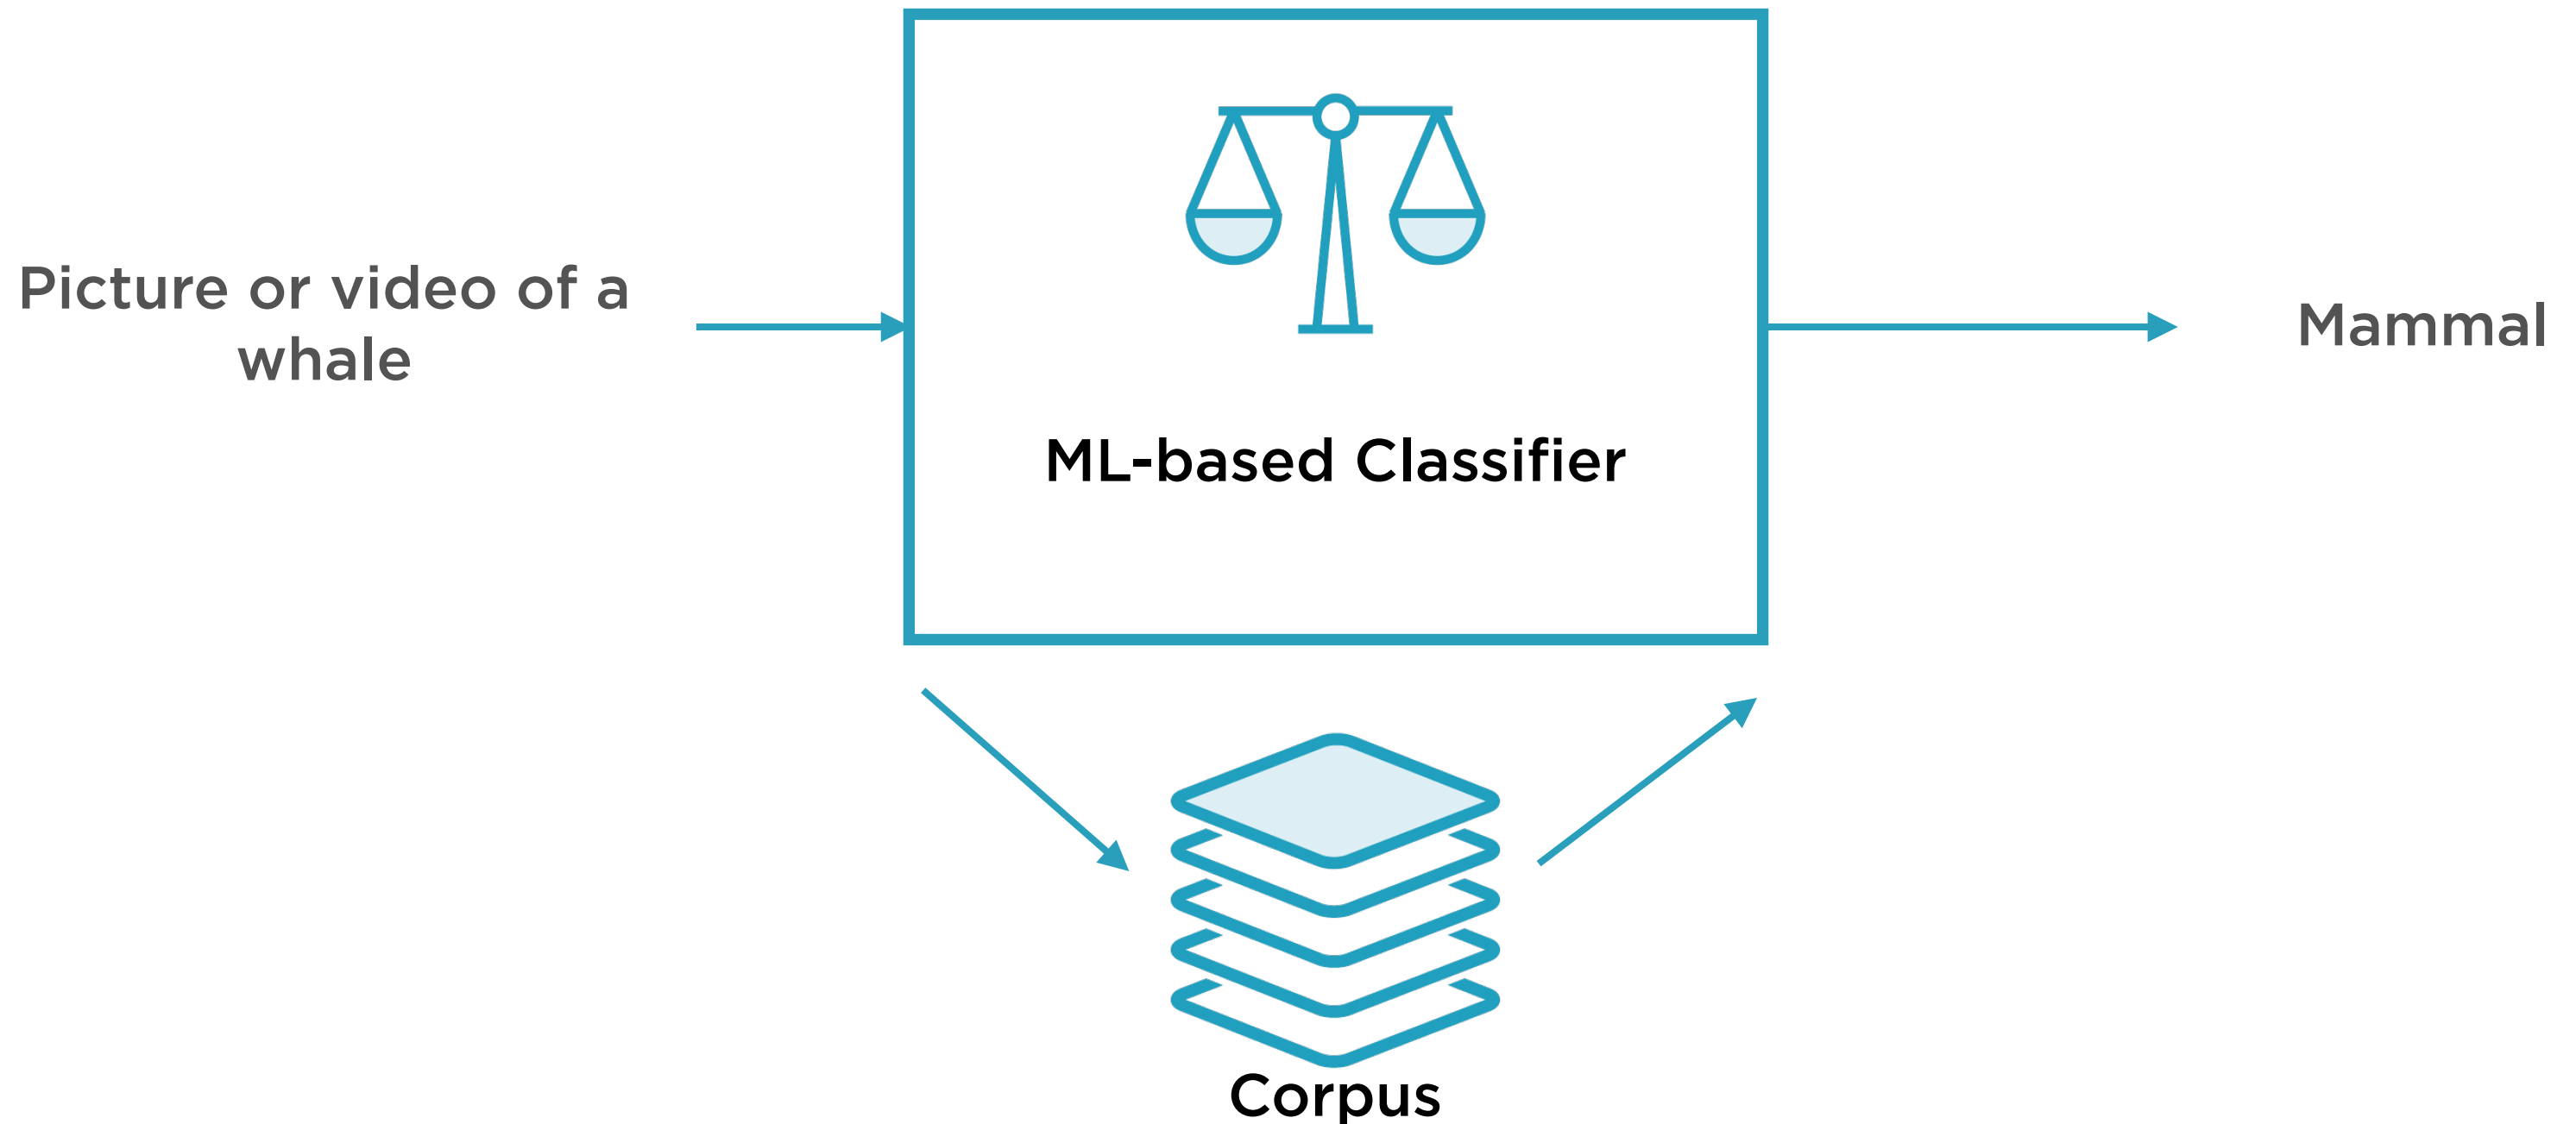 Picture or video of a
whale
ML-based Classifier
Mammal
Corpus